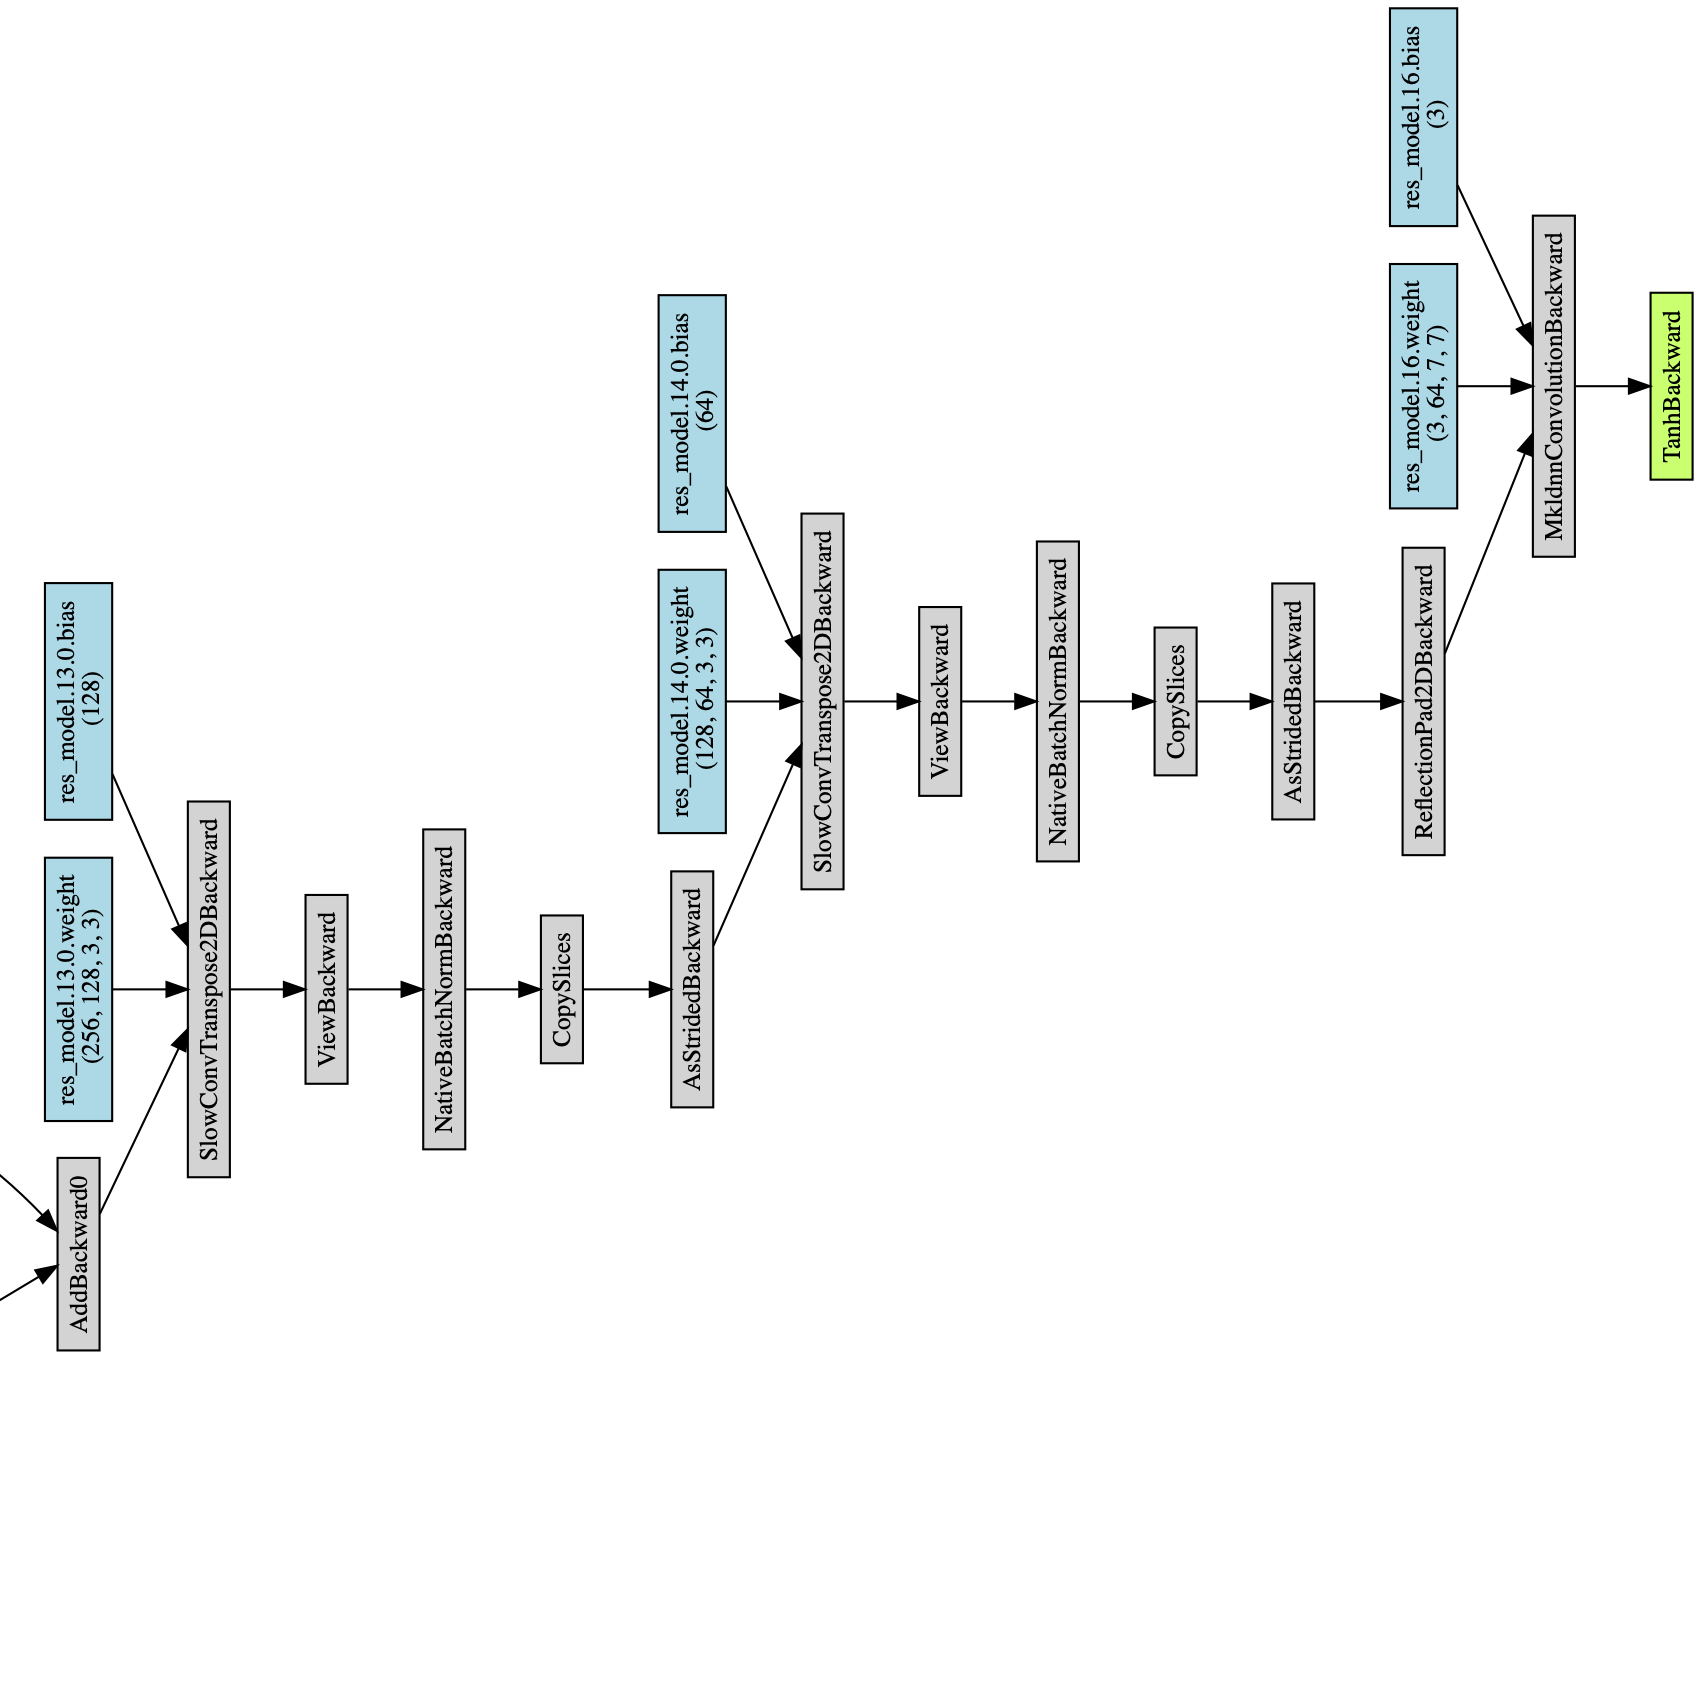 res_model.13.0.bias
(128)
res_model.13.0.weight
(256, 128, 3, 3)
AddBackward0
SlowConvTranspose2DBackward
ViewBackward
NativeBatchNormBackward
CopySlices
res_model.14.0.bias
(64)
res_model.14.0.weight
(128, 64, 3, 3)
AsStridedBackward
SlowConvTranspose2DBackward
ViewBackward
NativeBatchNormBackward
CopySlices
AsStridedBackward
res_model.16.bias
(3)
res_model.16.weight
(3, 64, 7, 7)
ReflectionPad2DBackward
MkldnnConvolutionBackward
TanhBackward